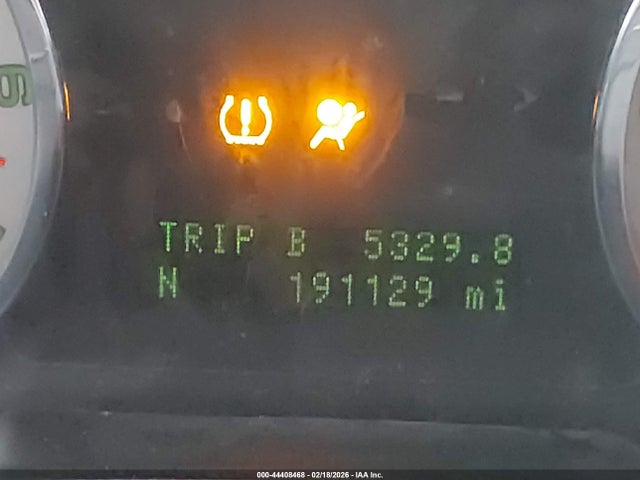 TRIP B 5329.8
N 191129 mi
000-44408468 - 02/18/2026 - IAA Inc.